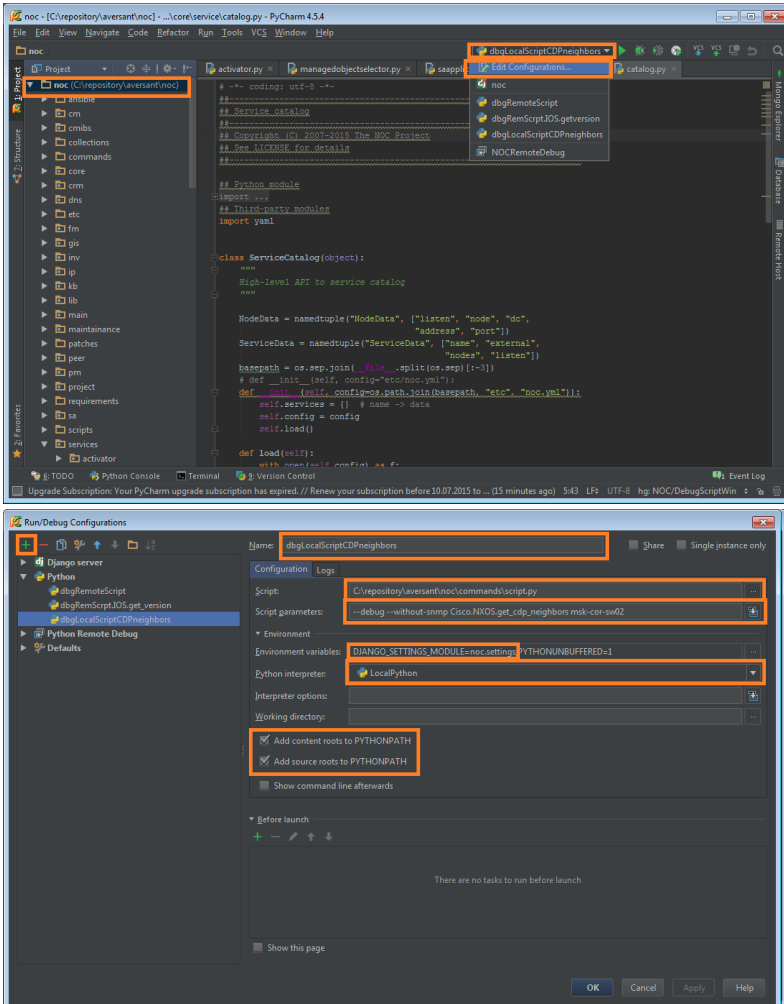 noc - [C:\repository\aversant\noc] - ...\core\service\catalog.py - PyCharm 4.5.4
File Edit View Navigate Code Refactor Run Tools VCS Window Help
noc
dbgLocalScriptCDPneighbors
Edit Configurations...
noc
dbgRemoteScript
dbgRemScrpt.IOS.getversion
dbgLocalScriptCDPneighbors
NOCRemoteDebug
1: Project
7: Structure
2: Favorites
Project
noc (C:\repository\aversant\noc)
ansible
cm
cmibs
collections
commands
core
crm
dns
etc
fm
gis
inv
ip
kb
lib
main
maintainance
patches
peer
pm
project
requirements
sa
scripts
services
activator
activator.py
managedobjectselector.py
catalog.py
# -*- coding: utf-8 -*-
## Service catalog
## Copyright (C) 2007-2015 The NOC Project
## See LICENSE for details
## Python module
import ...
## Third-party modules
import yaml
class ServiceCatalog(object):
"""
High-level API to service catalog
"""
NodeData = namedtuple("NodeData", ["listen", "node", "dc",
"address", "port"])
ServiceData = namedtuple("ServiceData", ["name", "external",
"nodes", "listen"])
basepath = os.sep.join(__file__.split(os.sep)[:-3])
# def __init__(self, config="etc/noc.yml"):
def __init__(self, config=os.path.join(basepath, "etc", "noc.yml")):
self.services = {} # name -> data
self.config = config
self.load()
def load(self):
with open(self.config) as f:
Mongo Explorer
Database
Remote Host
6: TODO Python Console Terminal 9: Version Control 1 Event Log
Upgrade Subscription: Your PyCharm upgrade subscription has expired. // Renew your subscription before 10.07.2015 to ... (15 minutes ago) 5:43 LF UTF-8 hg: NOC/DebugScriptWin
Run/Debug Configurations
Django server
Python
dbgRemoteScript
dbgRemScrpt.IOS.get_version
dbgLocalScriptCDPneighbors
Python Remote Debug
Defaults
Name: dbgLocalScriptCDPneighbors Share Single instance only
Configuration Logs
Script: C:\repository\aversant\noc\commands\script.py
Script parameters: --debug --without-snmp Cisco.NXOS.get_cdp_neighbors msk-cor-sw02
Environment
Environment variables: DJANGO_SETTINGS_MODULE=noc.settings;PYTHONUNBUFFERED=1
Python interpreter: LocalPython
Interpreter options:
Working directory:
Add content roots to PYTHONPATH
Add source roots to PYTHONPATH
Show command line afterwards
Before launch
There are no tasks to run before launch
Show this page
OK Cancel Apply Help